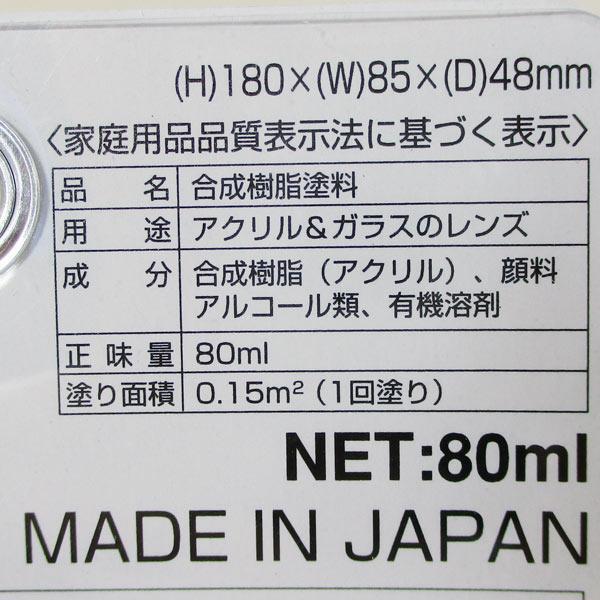 (H)180×(W)85×(D)48mm
〈家庭用品品質表示法に基づく表示〉
品名 合成樹脂塗料
用途 アクリル&ガラスのレンズ
成分 合成樹脂（アクリル）、顔料
アルコール類、有機溶剤
正味量 80ml
塗り面積 0.15m²（1回塗り）
NET:80ml
MADE IN JAPAN